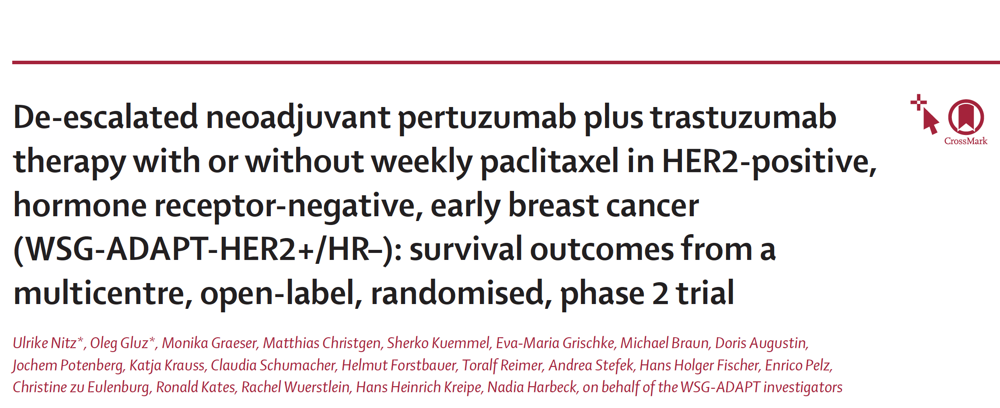 De-escalated neoadjuvant pertuzumab plus trastuzumab
therapy with or without weekly paclitaxel in HER2-positive,
hormone receptor-negative, early breast cancer
(WSG-ADAPT-HER2+/HR–): survival outcomes from a
multicentre, open-label, randomised, phase 2 trial
CrossMark
Ulrike Nitz*, Oleg Gluz*, Monika Graeser, Matthias Christgen, Sherko Kuemmel, Eva-Maria Grischke, Michael Braun, Doris Augustin,
Jochem Potenberg, Katja Krauss, Claudia Schumacher, Helmut Forstbauer, Toralf Reimer, Andrea Stefek, Hans Holger Fischer, Enrico Pelz,
Christine zu Eulenburg, Ronald Kates, Rachel Wuerstlein, Hans Heinrich Kreipe, Nadia Harbeck, on behalf of the WSG-ADAPT investigators